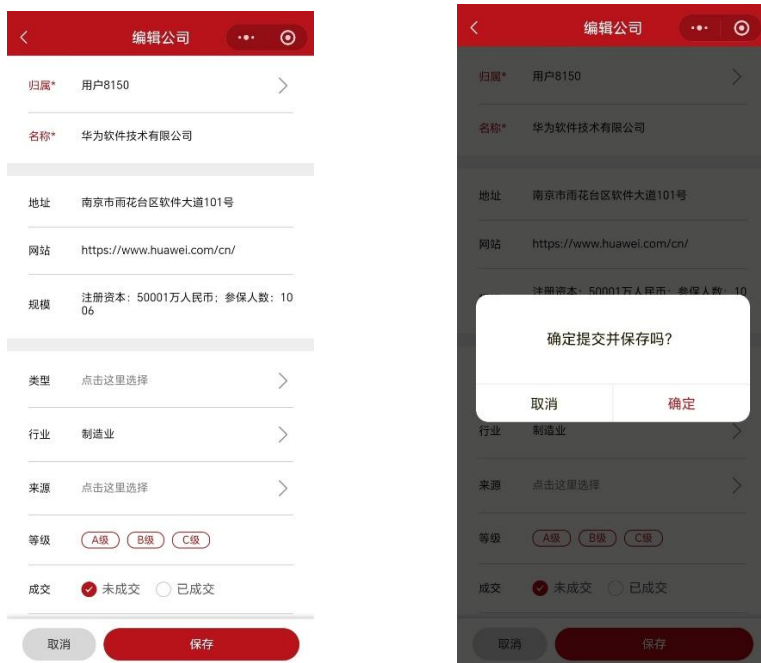 编辑公司
归属* 用户8150
名称* 华为软件技术有限公司
地址 南京市雨花台区软件大道101号
网站 https://www.huawei.com/cn/
规模 注册资本：50001万人民币；参保人数：10
06
类型 点击这里选择
行业 制造业
来源 点击这里选择
等级 A级 B级 C级
成交 未成交 已成交
取消 保存
编辑公司
归属* 用户8150
名称* 华为软件技术有限公司
地址 南京市雨花台区软件大道101号
网站 https://www.huawei.com/cn/
注册资本：50001万人民币；参保人数：10
确定提交并保存吗？
取消 确定
行业 制造业
来源 点击这里选择
等级 A级 B级 C级
成交 未成交 已成交
取消 保存